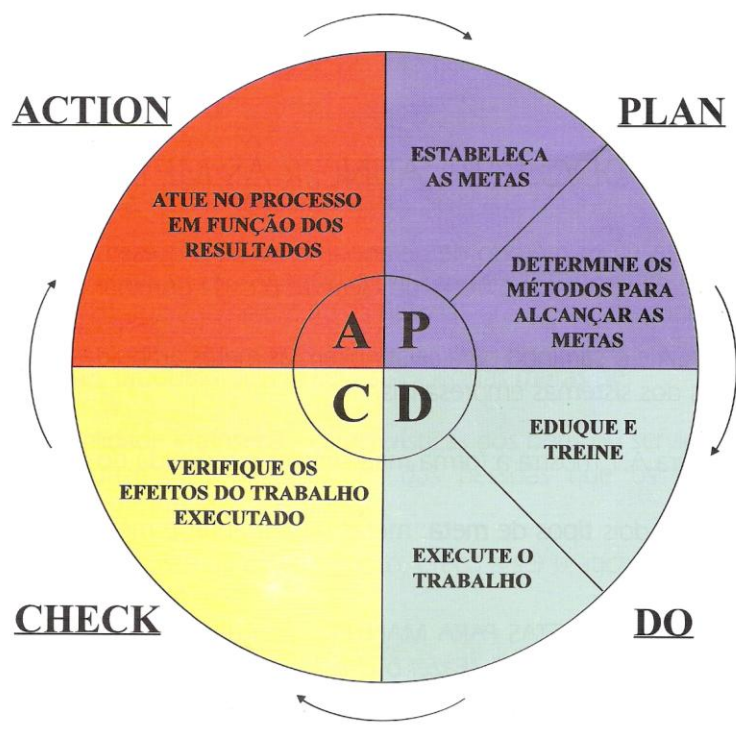 ACTION
PLAN
ESTABELEÇA
AS METAS
ATUE NO PROCESSO
EM FUNÇÃO DOS
RESULTADOS
DETERMINE OS
MÉTODOS PARA
ALCANÇAR AS
METAS
A P
C D
EDUQUE E
TREINE
VERIFIQUE OS
EFEITOS DO TRABALHO
EXECUTADO
EXECUTE O
TRABALHO
CHECK
DO